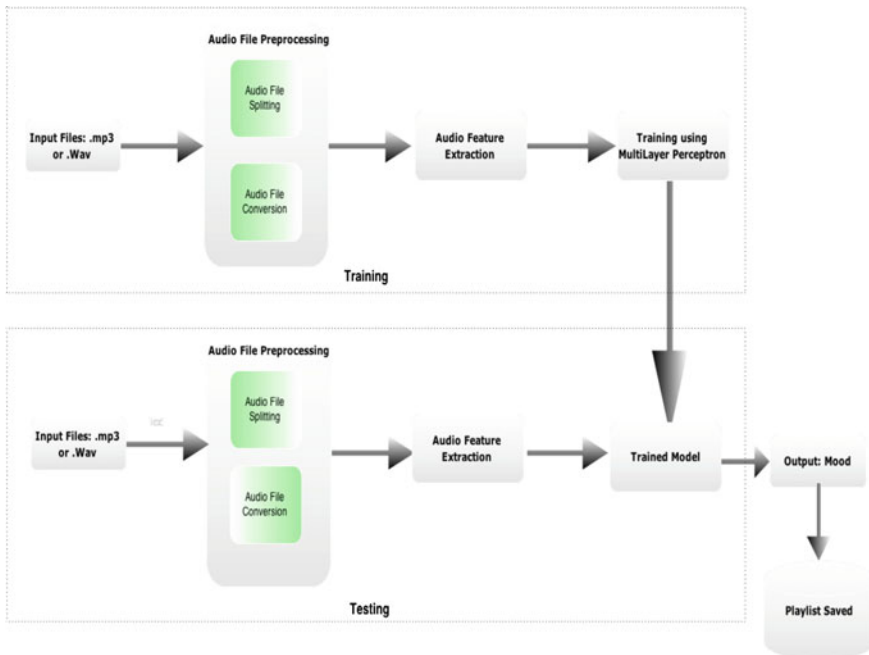 Audio File Preprocessing
Audio File
Splitting
Input Files: .mp3
or .Wav
Audio Feature
Extraction
Training using
MultiLayer Perceptron
Audio File
Conversion
Training
Audio File Preprocessing
Audio File
Splitting
Input Files: .mp3
or .Wav
Audio Feature
Extraction
Trained Model
Output: Mood
Audio File
Conversion
Testing
Playlist Saved